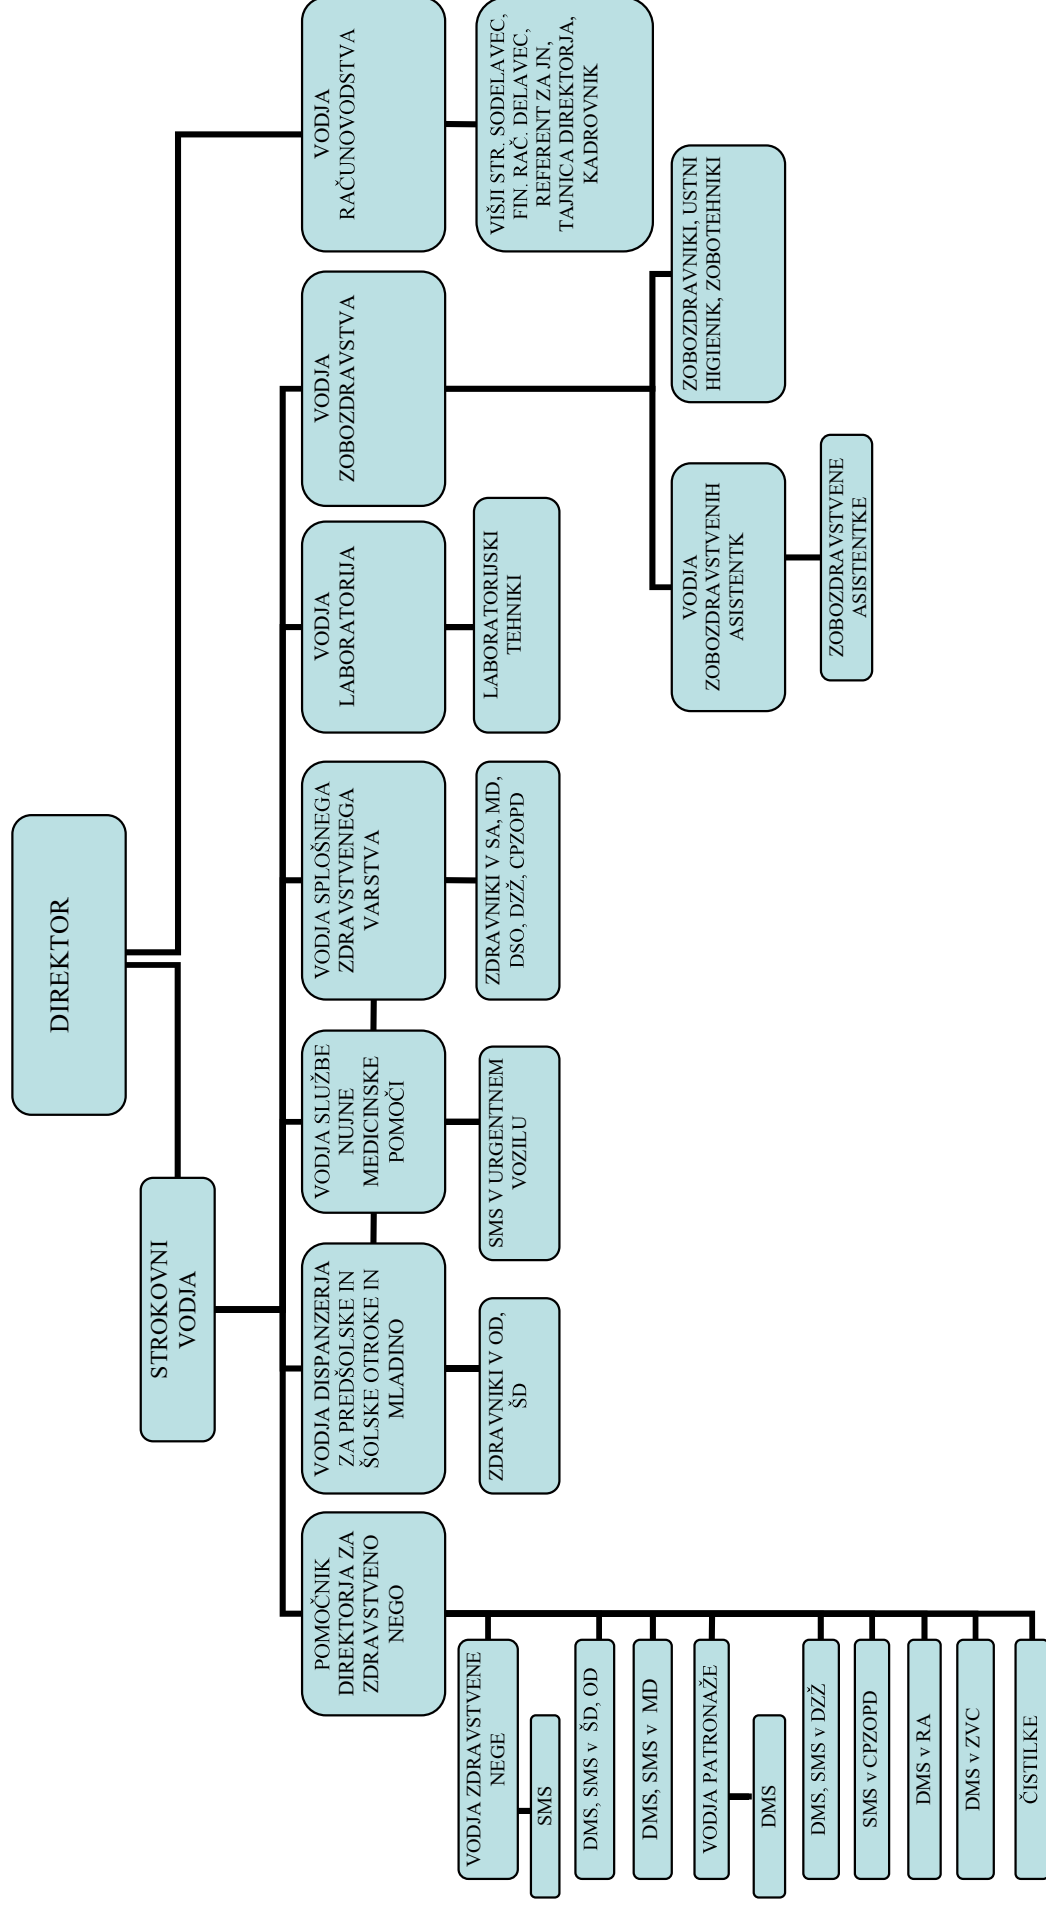 DIREKTOR
STROKOVNI
VODJA
POMOČNIK
DIREKTORJA ZA
ZDRAVSTVENO
NEGO
VODJA DISPANZERJA
ZA PREDŠOLSKE IN
ŠOLSKE OTROKE IN
MLADINO
VODJA SLUŽBE
NUJNE
MEDICINSKE
POMOČI
VODJA SPLOŠNEGA
ZDRAVSTVENEGA
VARSTVA
VODJA
LABORATORIJA
VODJA
ZOBOZDRAVSTVA
VODJA
RAČUNOVODSTVA
VODJA ZDRAVSTVENE
NEGE
SMS
DMS, SMS v ŠD, OD
DMS, SMS v MD
VODJA PATRONAŽE
DMS
DMS, SMS v DZŽ
SMS v CPZOPD
DMS v RA
DMS v ZVC
ČISTILKE
ZDRAVNIKI V OD,
ŠD
SMS V URGENTNEM
VOZILU
ZDRAVNIKI V SA, MD,
DSO, DZŽ, CPZOPD
LABORATORIJSKI
TEHNIKI
VODJA
ZOBOZDRAVSTVENIH
ASISTENTK
ZOBOZDRAVSTVENE
ASISTENTKE
ZOBOZDRAVNIKI, USTNI
HIGIENIK, ZOBOTEHNIKI
VIŠJI STR. SODELAVEC,
FIN. RAČ. DELAVEC,
REFERENT ZA JN,
TAJNICA DIREKTORJA,
KADROVNIK